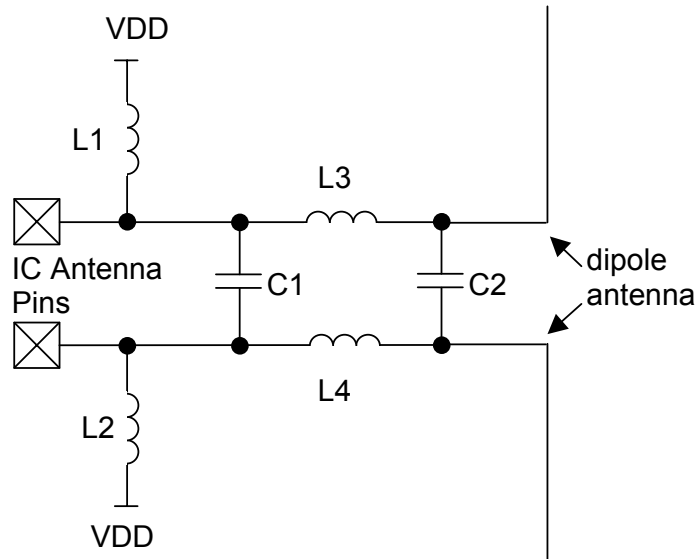 VDD
L1
L3
IC Antenna
Pins
C1
C2
dipole
antenna
L2
L4
VDD